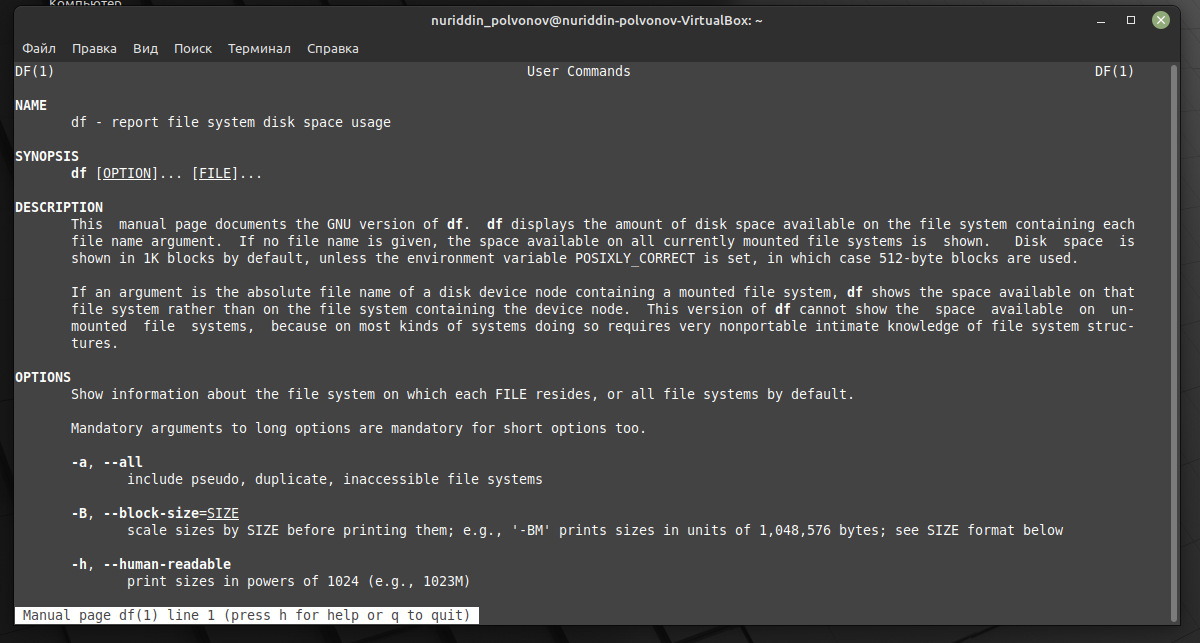 Компьютер
nuriddin_polvonov@nuriddin-polvonov-VirtualBox: ~
Файл Правка Вид Поиск Терминал Справка
DF(1) User Commands DF(1)
NAME
df - report file system disk space usage
SYNOPSIS
df [OPTION]... [FILE]...
DESCRIPTION
This  manual page documents the GNU version of df.  df displays the amount of disk space available on the file system containing each
file name argument.  If no file name is given, the space available on all currently mounted file systems is  shown.   Disk  space  is
shown in 1K blocks by default, unless the environment variable POSIXLY_CORRECT is set, in which case 512-byte blocks are used.
If an argument is the absolute file name of a disk device node containing a mounted file system, df shows the space available on that
file system rather than on the file system containing the device node.  This version of df cannot show the  space  available  on  un-
mounted  file  systems,  because on most kinds of systems doing so requires very nonportable intimate knowledge of file system struc-
tures.
OPTIONS
Show information about the file system on which each FILE resides, or all file systems by default.
Mandatory arguments to long options are mandatory for short options too.
-a, --all
include pseudo, duplicate, inaccessible file systems
-B, --block-size=SIZE
scale sizes by SIZE before printing them; e.g., '-BM' prints sizes in units of 1,048,576 bytes; see SIZE format below
-h, --human-readable
print sizes in powers of 1024 (e.g., 1023M)
Manual page df(1) line 1 (press h for help or q to quit)